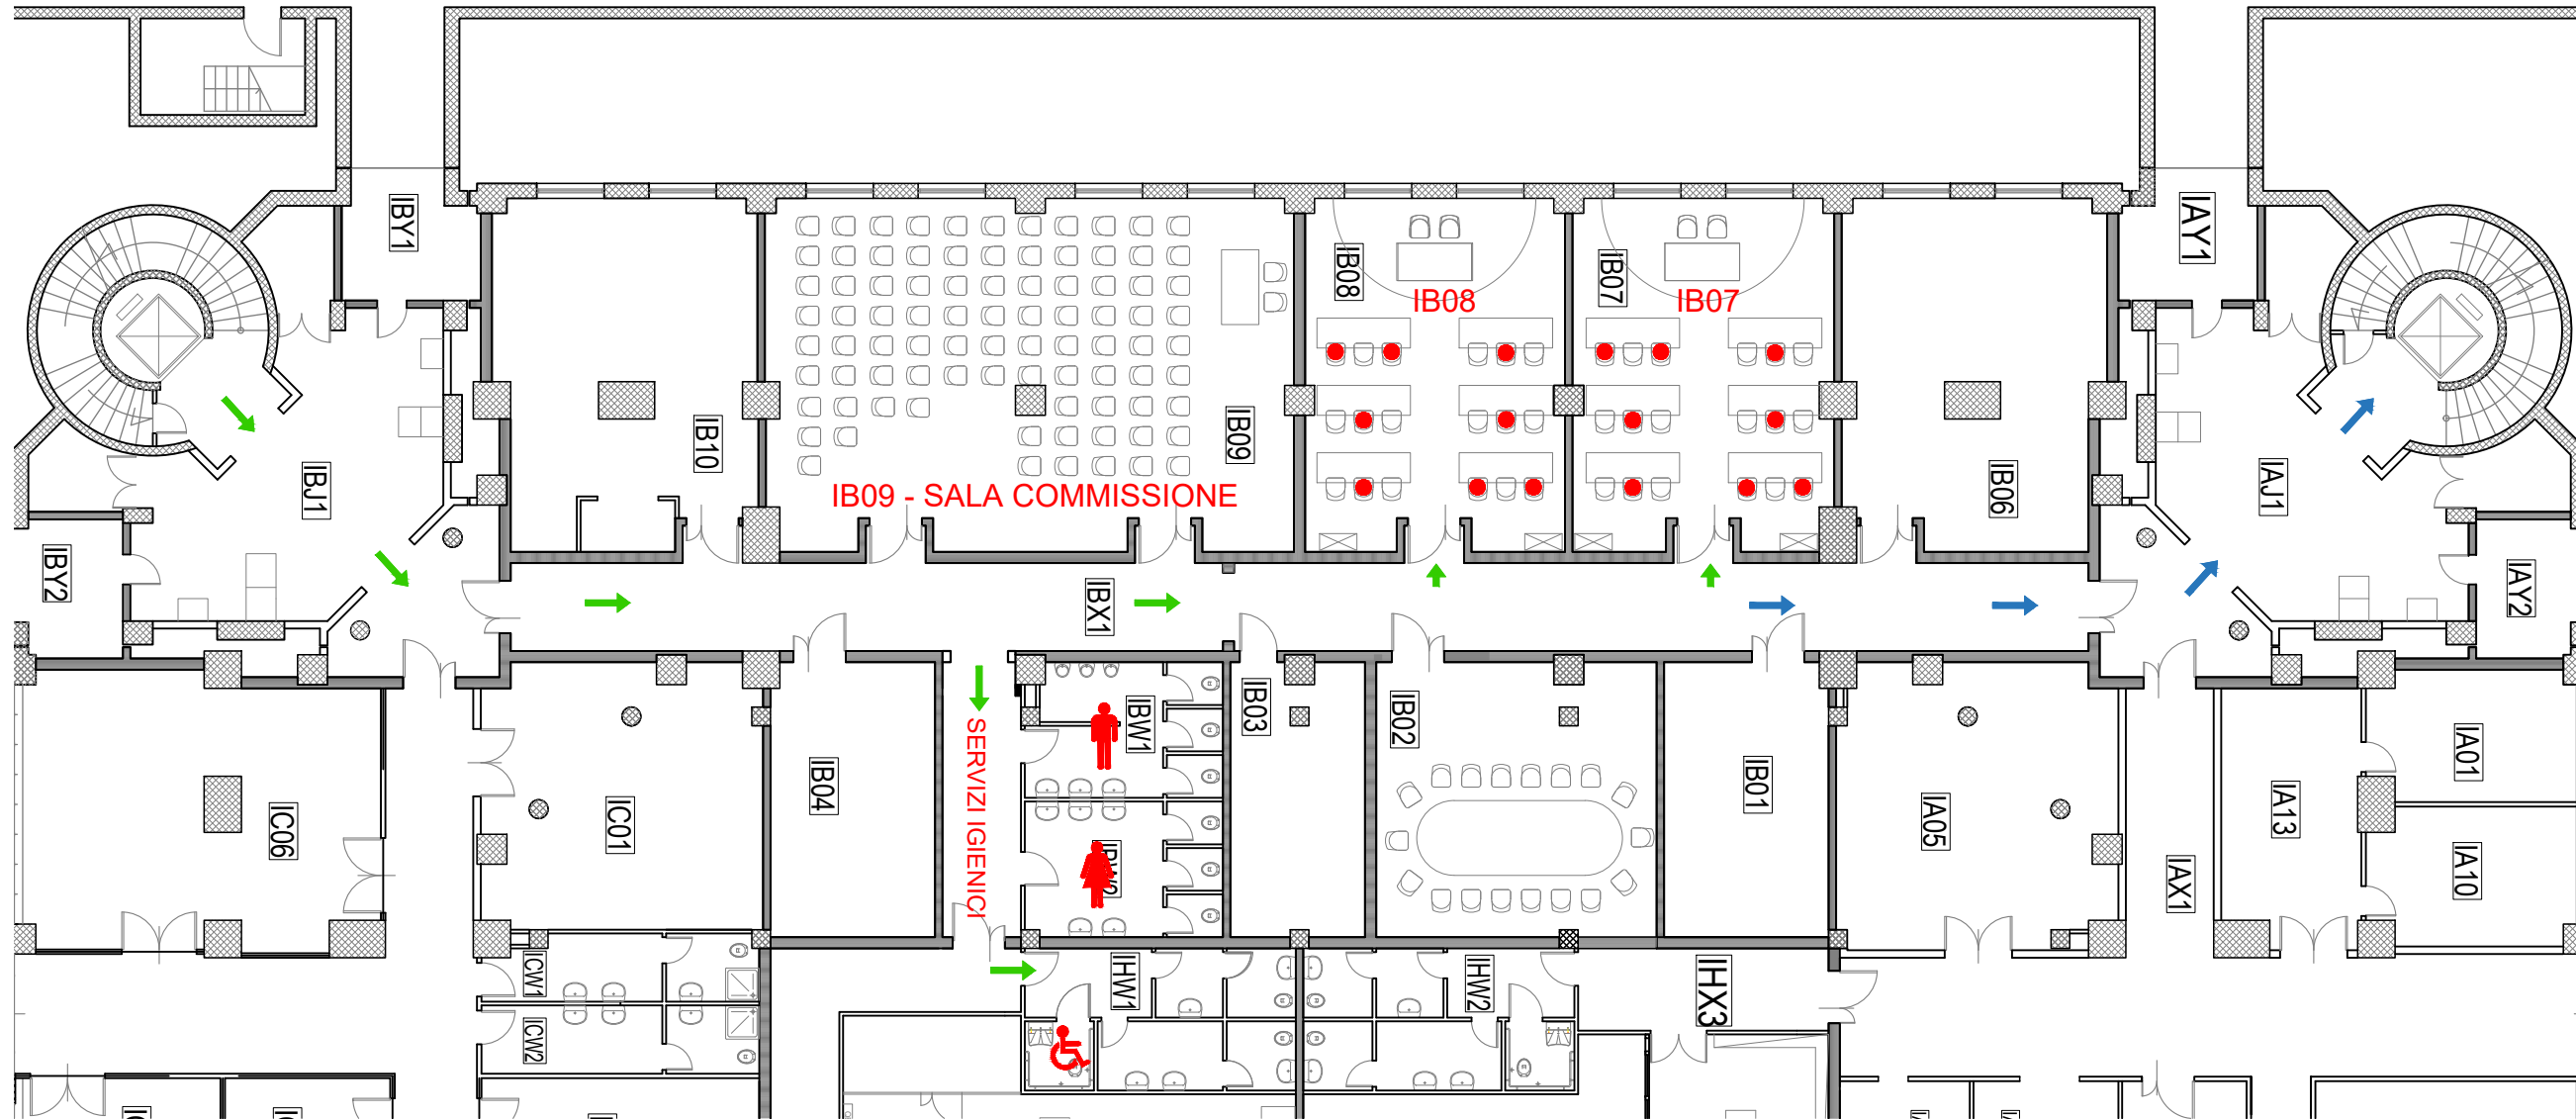 IBY1
IAY1
IB08
IB07
IB08
IB07
IB10
IB09
IB06
IBJ1
IAJ1
IB09 - SALA COMMISSIONE
IBY2
IBX1
IAY2
SERVIZI IGIENICI
IBW1
IB03
IB02
IB04
IB01
IC06
IC01
IA05
IA13
IA01
IAX1
IA10
ICW1
ICW2
IHW1
IHW2
IHX3